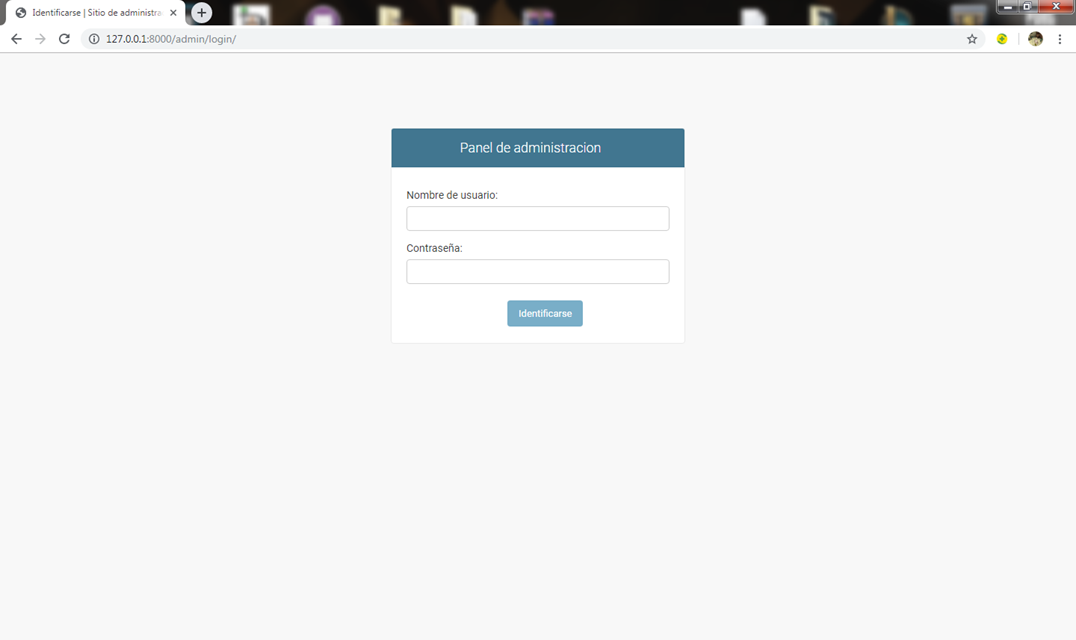 Identificarse | Sitio de administra
127.0.0.1:8000/admin/login/
Panel de administracion
Nombre de usuario:
Contraseña:
Identificarse